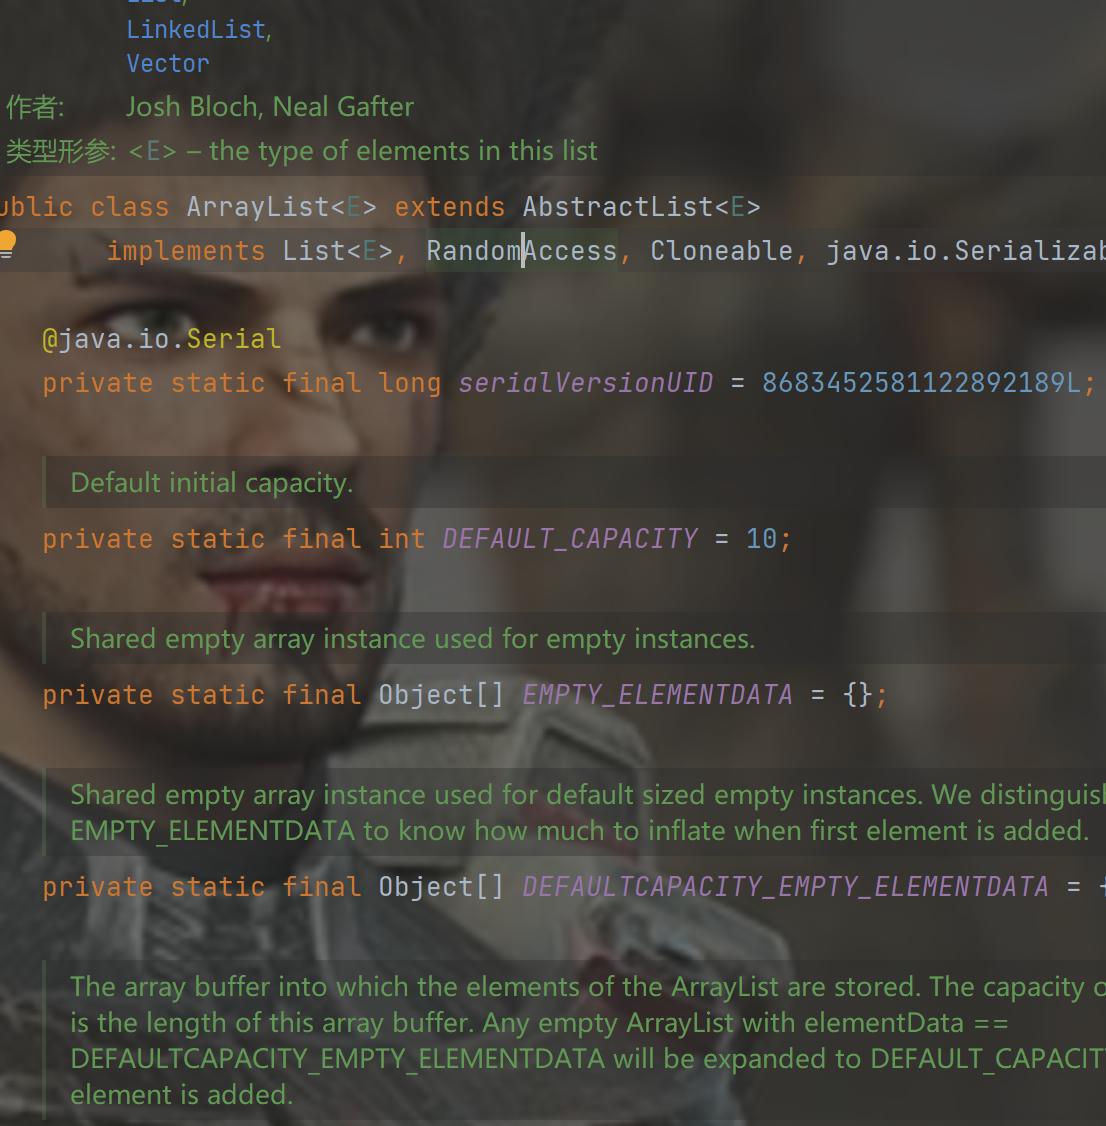 LinkedList,
Vector
作者: Josh Bloch, Neal Gafter
类型形参: <E> – the type of elements in this list
ublic class ArrayList<E> extends AbstractList<E>
implements List<E>, RandomAccess, Cloneable, java.io.Serializab
@java.io.Serial
private static final long serialVersionUID = 8683452581122892189L;
Default initial capacity.
private static final int DEFAULT_CAPACITY = 10;
Shared empty array instance used for empty instances.
private static final Object[] EMPTY_ELEMENTDATA = {};
Shared empty array instance used for default sized empty instances. We distinguish
EMPTY_ELEMENTDATA to know how much to inflate when first element is added.
private static final Object[] DEFAULTCAPACITY_EMPTY_ELEMENTDATA = {
The array buffer into which the elements of the ArrayList are stored. The capacity o
is the length of this array buffer. Any empty ArrayList with elementData ==
DEFAULTCAPACITY_EMPTY_ELEMENTDATA will be expanded to DEFAULT_CAPACIT
element is added.